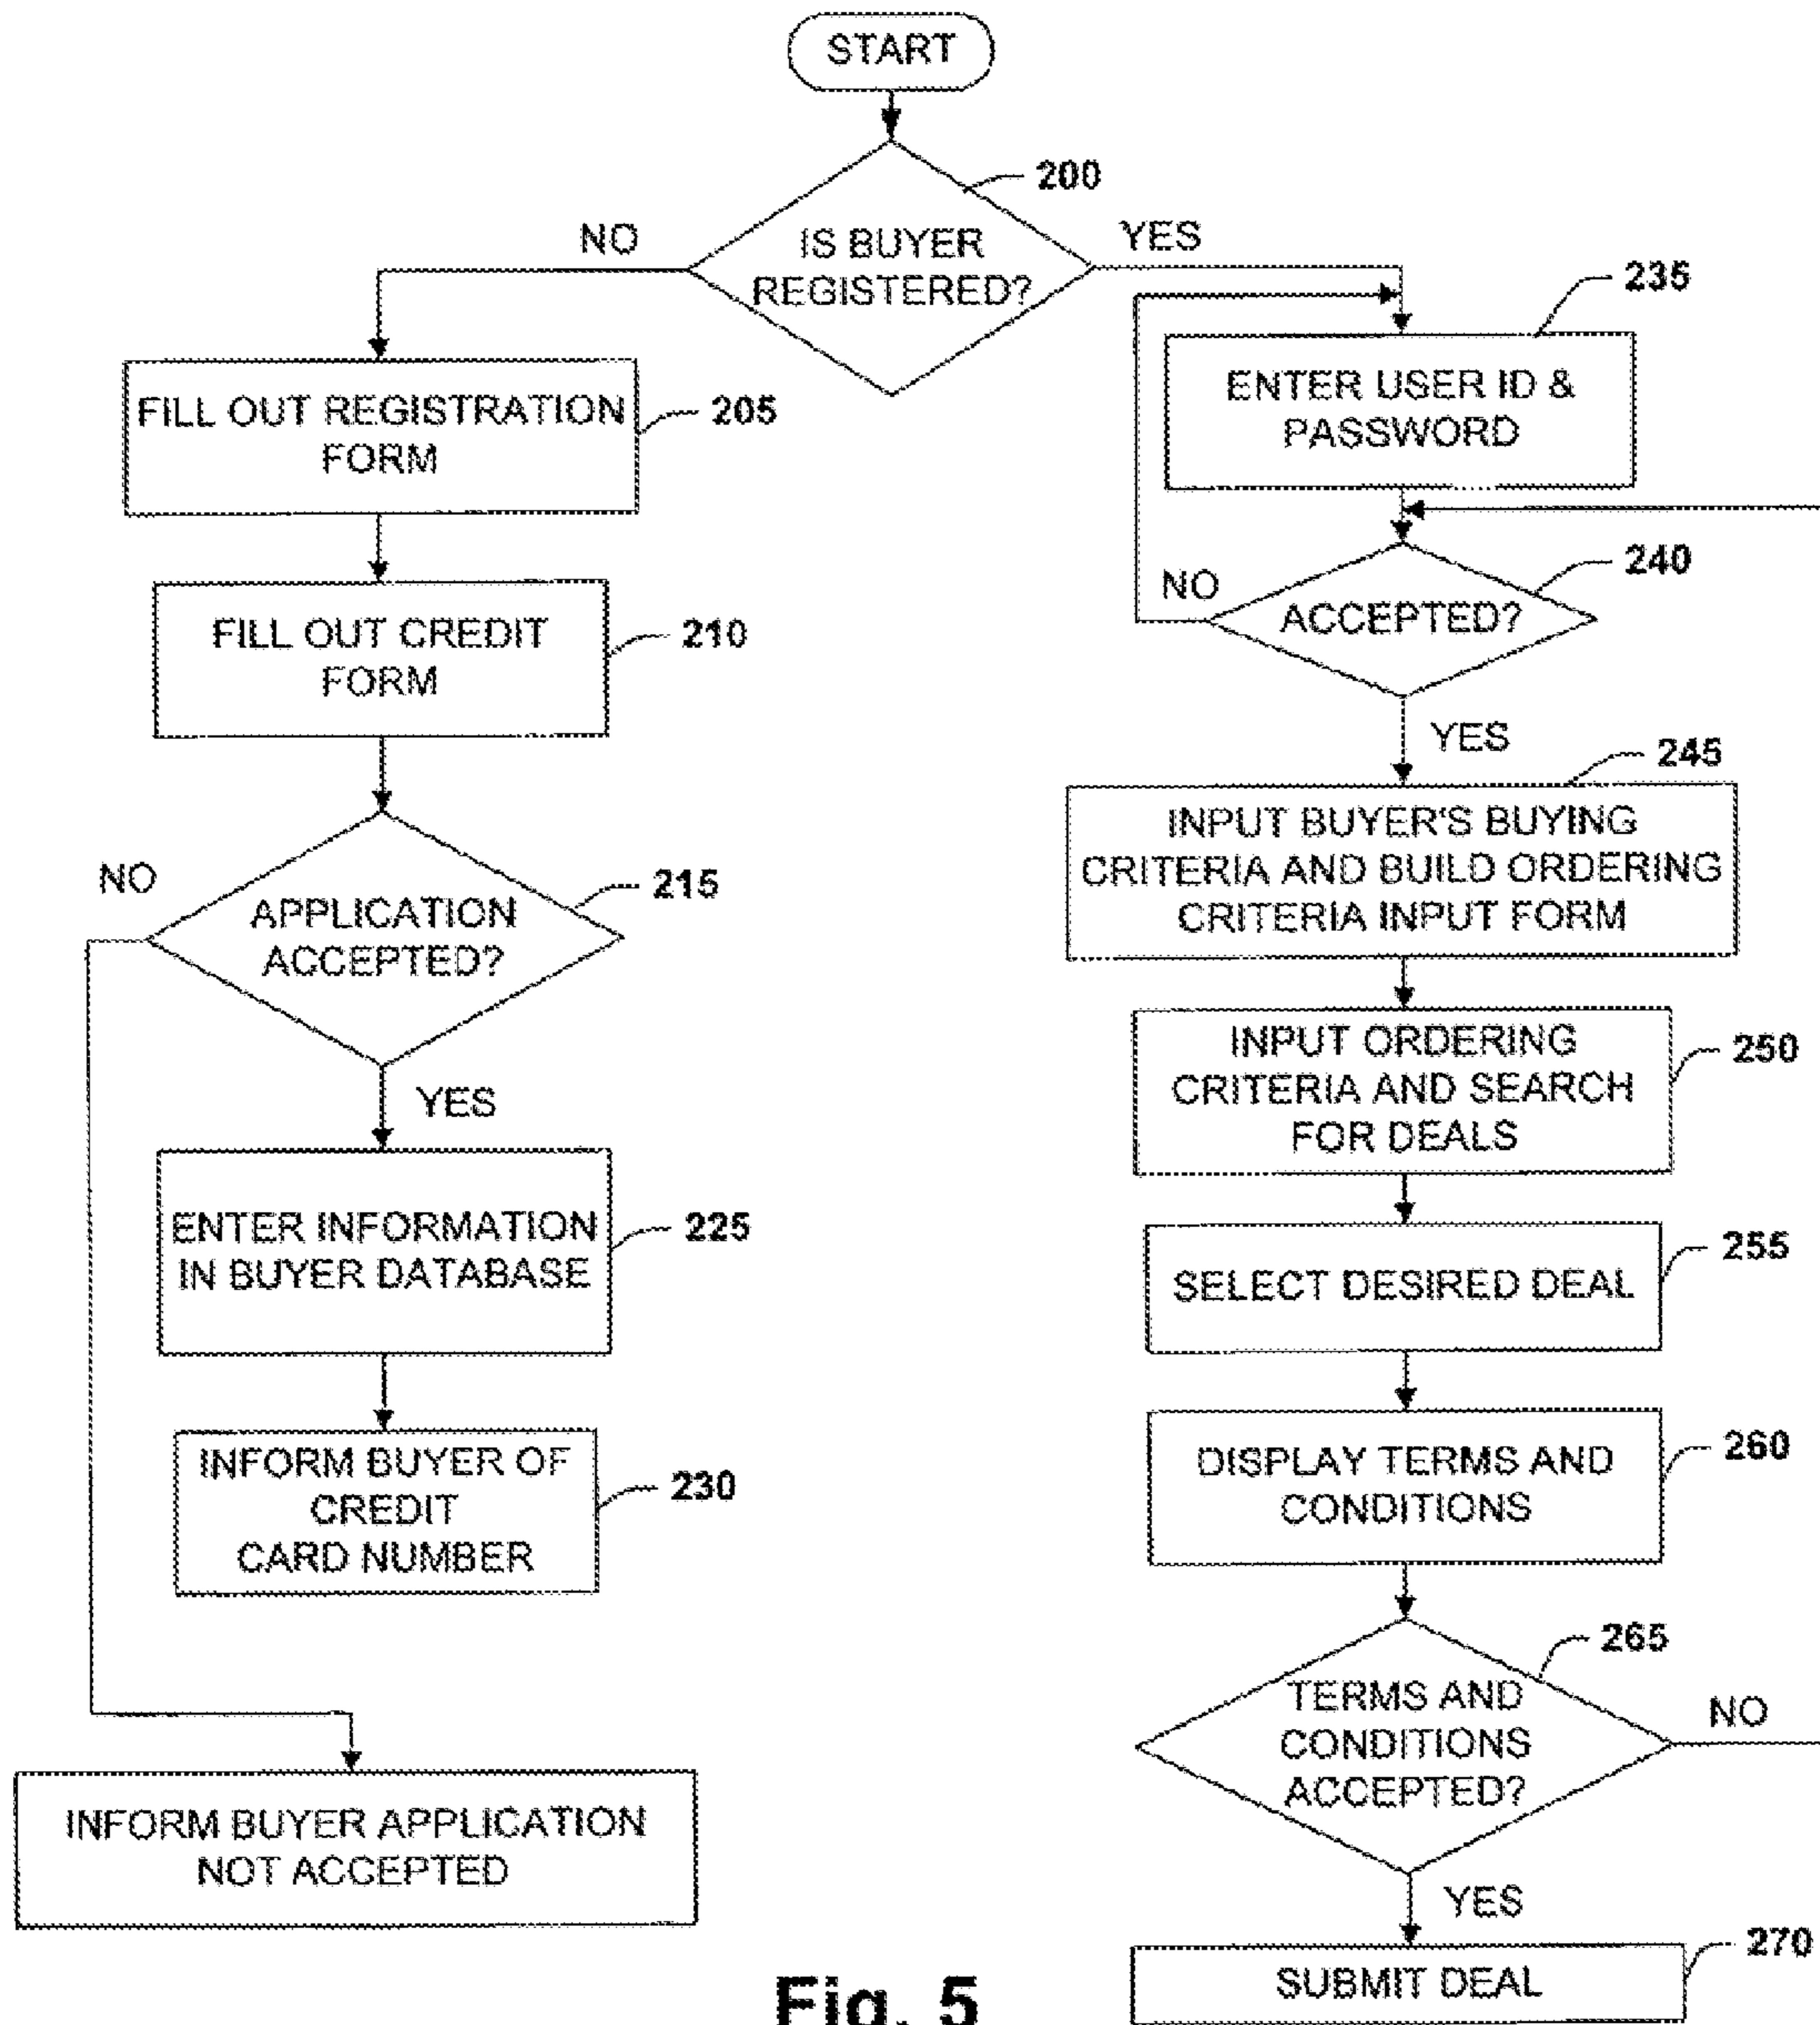 START
200
IS BUYER
REGISTERED?
NO
YES
FILL OUT REGISTRATION
FORM
205
FILL OUT CREDIT
FORM
210
APPLICATION
ACCEPTED?
215
NO
YES
ENTER INFORMATION
IN BUYER DATABASE
225
INFORM BUYER OF
CREDIT
CARD NUMBER
230
INFORM BUYER APPLICATION
NOT ACCEPTED
235
ENTER USER ID &
PASSWORD
240
NO
ACCEPTED?
YES
245
INPUT BUYER'S BUYING
CRITERIA AND BUILD ORDERING
CRITERIA INPUT FORM
INPUT ORDERING
CRITERIA AND SEARCH
FOR DEALS
250
SELECT DESIRED DEAL
255
DISPLAY TERMS AND
CONDITIONS
260
265
TERMS AND
CONDITIONS
ACCEPTED?
NO
YES
SUBMIT DEAL
270
Fig. 5